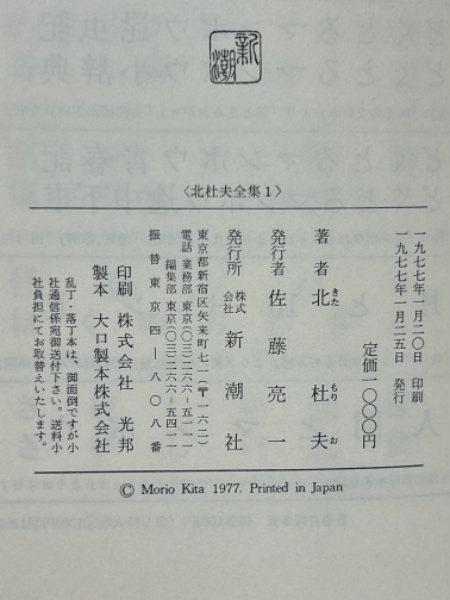 新潮
〈北杜夫全集1〉
一九七七年一月二〇日 印刷
一九七七年一月二五日 発行
定価一〇〇〇円
著者 北 杜夫
きた もり お
発行者 佐藤亮一
発行所 株式会社 新潮社
東京都新宿区矢来町七一(〒一六二)
電話 業務部 東京(〇三)二六六—五一一一
編集部 東京(〇三)二六六—五四一一
振替東京四—八〇八番
印刷 株式会社 光邦
製本 大口製本株式会社
乱丁・落丁本は、御面倒ですが小
社通信係宛御送付下さい。送料小
社負担にてお取替えいたします。
© Morio Kita 1977. Printed in Japan